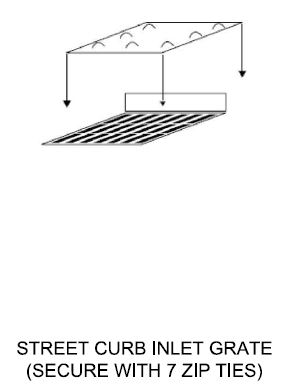 STREET CURB INLET GRATE
(SECURE WITH 7 ZIP TIES)